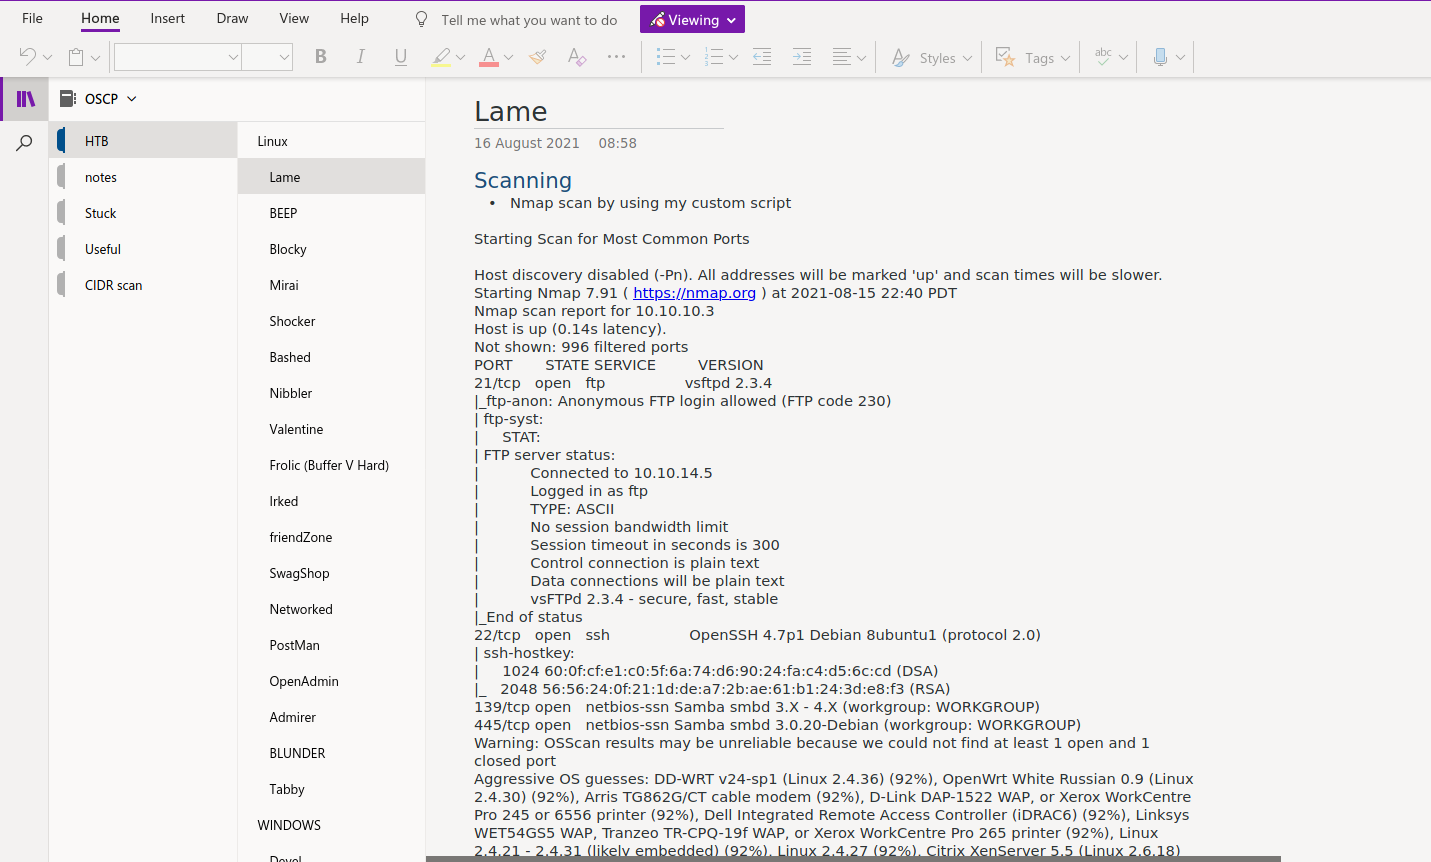 File Home Insert Draw View Help Tell me what you want to do Viewing
B I U A A ... Styles Tags abc
OSCP
HTB
notes
Stuck
Useful
CIDR scan
Linux
Lame
BEEP
Blocky
Mirai
Shocker
Bashed
Nibbler
Valentine
Frolic (Buffer V Hard)
Irked
friendZone
SwagShop
Networked
PostMan
OpenAdmin
Admirer
BLUNDER
Tabby
WINDOWS
Devel
Lame
16 August 2021 08:58
Scanning
• Nmap scan by using my custom script
Starting Scan for Most Common Ports
Host discovery disabled (-Pn). All addresses will be marked 'up' and scan times will be slower.
Starting Nmap 7.91 ( https://nmap.org ) at 2021-08-15 22:40 PDT
Nmap scan report for 10.10.10.3
Host is up (0.14s latency).
Not shown: 996 filtered ports
PORT STATE SERVICE VERSION
21/tcp open ftp vsftpd 2.3.4
|_ftp-anon: Anonymous FTP login allowed (FTP code 230)
| ftp-syst:
| STAT:
| FTP server status:
| Connected to 10.10.14.5
| Logged in as ftp
| TYPE: ASCII
| No session bandwidth limit
| Session timeout in seconds is 300
| Control connection is plain text
| Data connections will be plain text
| vsFTPd 2.3.4 - secure, fast, stable
|_End of status
22/tcp open ssh OpenSSH 4.7p1 Debian 8ubuntu1 (protocol 2.0)
| ssh-hostkey:
| 1024 60:0f:cf:e1:c0:5f:6a:74:d6:90:24:fa:c4:d5:6c:cd (DSA)
|_ 2048 56:56:24:0f:21:1d:de:a7:2b:ae:61:b1:24:3d:e8:f3 (RSA)
139/tcp open netbios-ssn Samba smbd 3.X - 4.X (workgroup: WORKGROUP)
445/tcp open netbios-ssn Samba smbd 3.0.20-Debian (workgroup: WORKGROUP)
Warning: OSScan results may be unreliable because we could not find at least 1 open and 1
closed port
Aggressive OS guesses: DD-WRT v24-sp1 (Linux 2.4.36) (92%), OpenWrt White Russian 0.9 (Linux
2.4.30) (92%), Arris TG862G/CT cable modem (92%), D-Link DAP-1522 WAP, or Xerox WorkCentre
Pro 245 or 6556 printer (92%), Dell Integrated Remote Access Controller (iDRAC6) (92%), Linksys
WET54GS5 WAP, Tranzeo TR-CPQ-19f WAP, or Xerox WorkCentre Pro 265 printer (92%), Linux
2.4.21 - 2.4.31 (likely embedded) (92%), Linux 2.4.27 (92%), Citrix XenServer 5.5 (Linux 2.6.18)